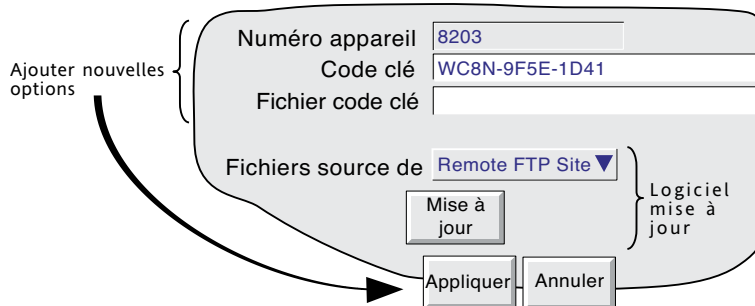 Numéro appareil 8203
Code clé WC8N-9F5E-1D41
Fichier code clé
Ajouter nouvelles
options
Fichiers source de Remote FTP Site
Mise à
jour
Logiciel
mise à
jour
Appliquer Annuler